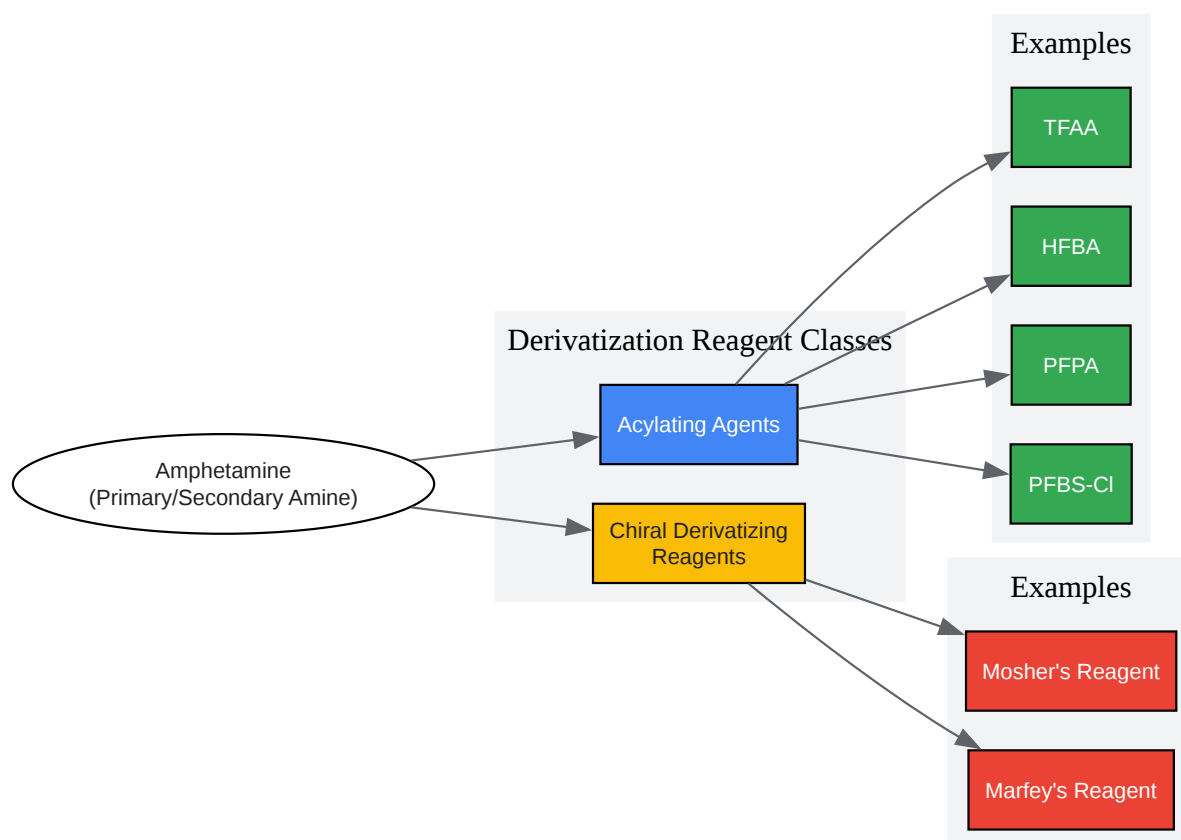 Amphetamine
(Primary/Secondary Amine)
Derivatization Reagent Classes
Acylating Agents
Chiral Derivatizing
Reagents
Examples
TFAA
HFBA
PFPA
PFBS-Cl
Examples
Mosher's Reagent
Marfey's Reagent